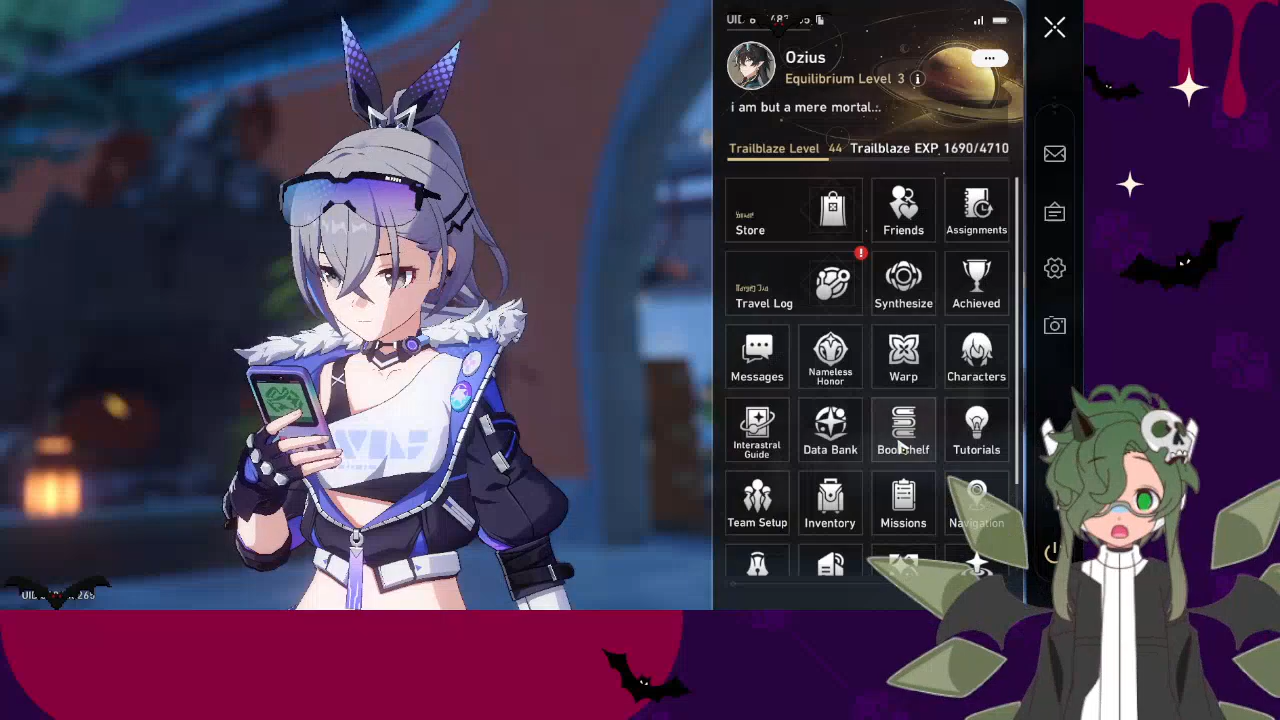 UID
Ozius
Equilibrium Level 3
i am but a mere mortal...
Trailblaze Level 44 Trailblaze EXP 1690/4710
Store
Friends
Assignments
Travel Log
Synthesize
Achieved
Messages
Nameless
Honor
Warp
Characters
Interastral
Guide
Data Bank
Bookshelf
Tutorials
Team Setup
Inventory
Missions
Navigation
UID